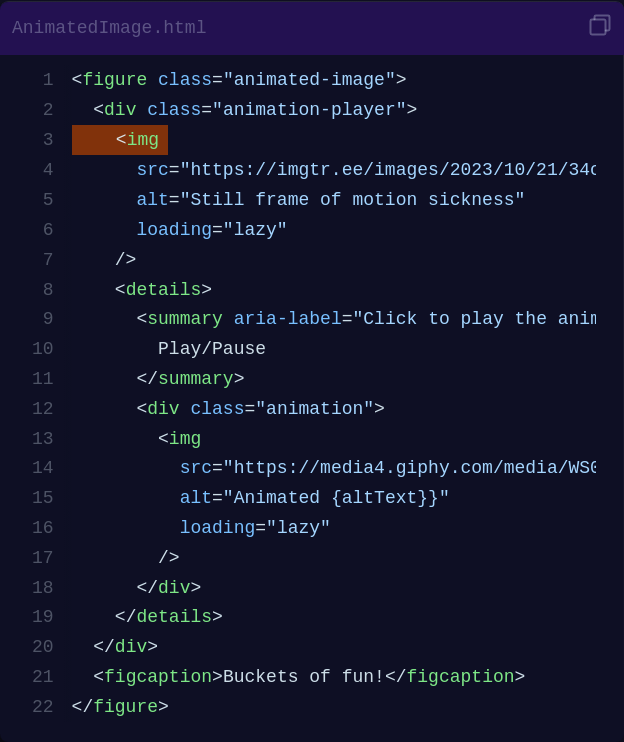 AnimatedImage.html
1 <figure class="animated-image">
2   <div class="animation-player">
3     <img
4       src="https://imgtr.ee/images/2023/10/21/34c
5       alt="Still frame of motion sickness"
6       loading="lazy"
7     />
8     <details>
9       <summary aria-label="Click to play the anim
10         Play/Pause
11       </summary>
12       <div class="animation">
13         <img
14           src="https://media4.giphy.com/media/WS
15           alt="Animated {altText}}"
16           loading="lazy"
17         />
18       </div>
19     </details>
20   </div>
21   <figcaption>Buckets of fun!</figcaption>
22 </figure>